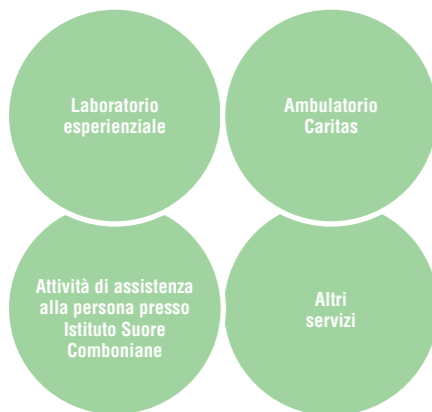 Laboratorio
esperienziale
Ambulatorio
Caritas
Attività di assistenza
alla persona presso
Istituto Suore
Comboniane
Altri
servizi